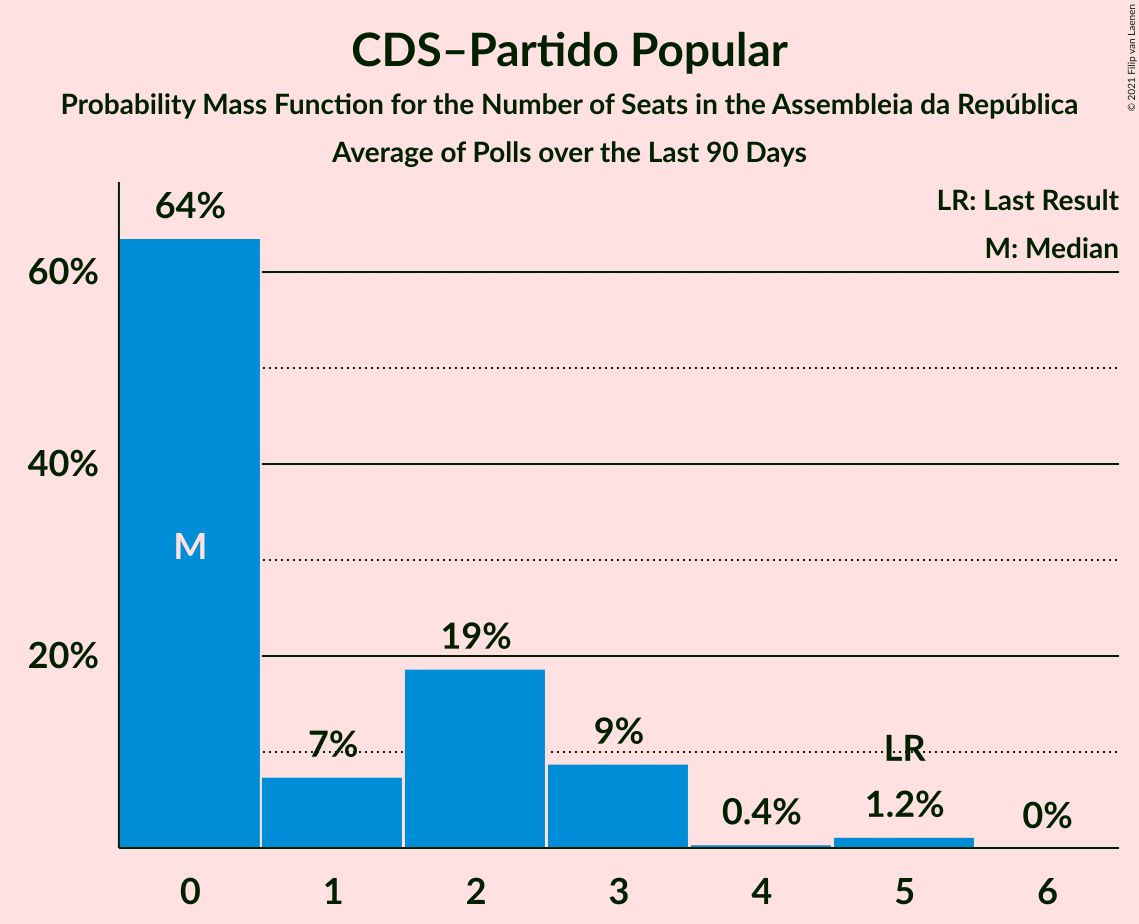 CDS–Partido Popular
Probability Mass Function for the Number of Seats in the Assembleia da República
Average of Polls over the Last 90 Days
© 2021 Filip van Laenen
LR: Last Result
M: Median
64%
60%
40%
20%
M
7%
19%
9%
0.4%
LR
1.2%
0%
0 1 2 3 4 5 6